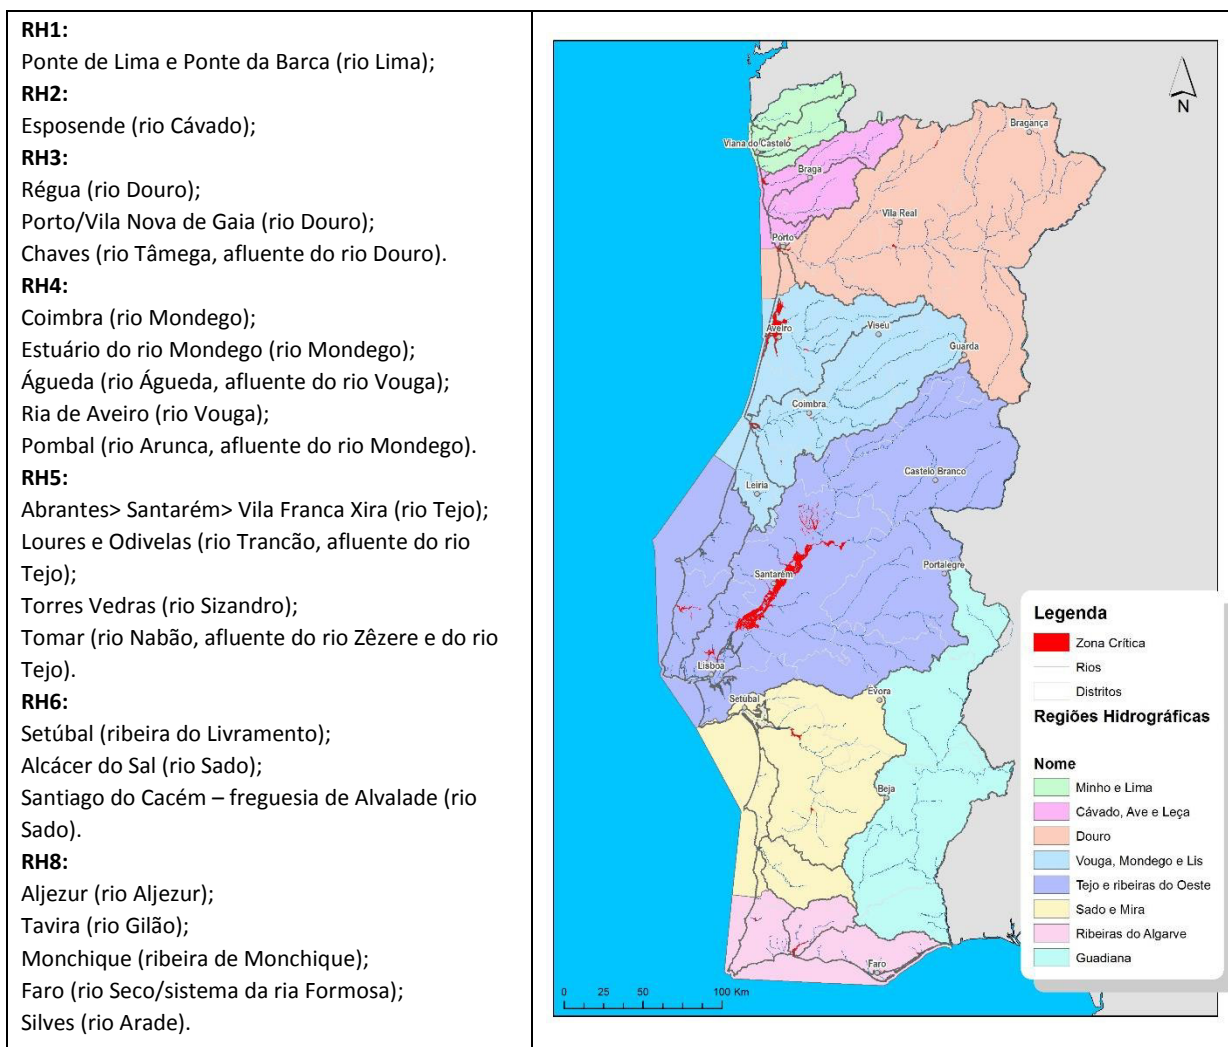 RH1:
Ponte de Lima e Ponte da Barca (rio Lima);
RH2:
Esposende (rio Cávado);
RH3:
Régua (rio Douro);
Porto/Vila Nova de Gaia (rio Douro);
Chaves (rio Tâmega, afluente do rio Douro).
RH4:
Coimbra (rio Mondego);
Estuário do rio Mondego (rio Mondego);
Águeda (rio Águeda, afluente do rio Vouga);
Ria de Aveiro (rio Vouga);
Pombal (rio Arunca, afluente do rio Mondego).
RH5:
Abrantes> Santarém> Vila Franca Xira (rio Tejo);
Loures e Odivelas (rio Trancão, afluente do rio
Tejo);
Torres Vedras (rio Sizandro);
Tomar (rio Nabão, afluente do rio Zêzere e do rio
Tejo).
RH6:
Setúbal (ribeira do Livramento);
Alcácer do Sal (rio Sado);
Santiago do Cacém – freguesia de Alvalade (rio
Sado).
RH8:
Aljezur (rio Aljezur);
Tavira (rio Gilão);
Monchique (ribeira de Monchique);
Faro (rio Seco/sistema da ria Formosa);
Silves (rio Arade).
N
Bragança
Viana do Castelo
Braga
Vila Real
Porto
Aveiro
Viseu
Guarda
Coimbra
Leiria
Castelo Branco
Portalegre
Santarém
Lisboa
Setúbal
Évora
Beja
Faro
0 25 50 100 Km
Legenda
Zona Crítica
Rios
Distritos
Regiões Hidrográficas
Nome
Minho e Lima
Cávado, Ave e Leça
Douro
Vouga, Mondego e Lis
Tejo e ribeiras do Oeste
Sado e Mira
Ribeiras do Algarve
Guadiana